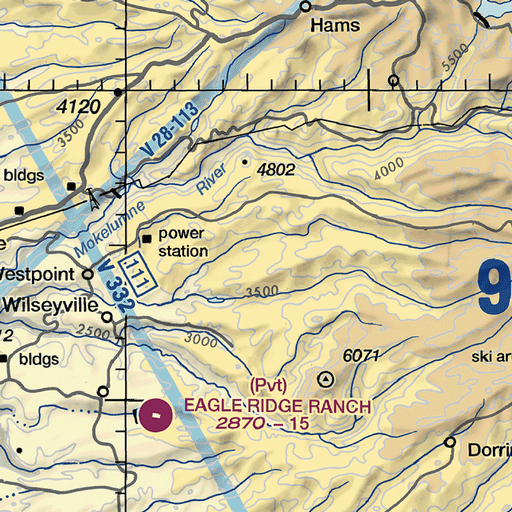 Hams
5500
4120
3500
V 28-113
bldgs
4802
4000
River
Mokelumne
power
station
Westpoint
111
V 332
3500
Wilseyville
2500
3000
12
bldgs
6071
9
ski ar
(Pvt)
EAGLE RIDGE RANCH
2870 – 15
Dorrin